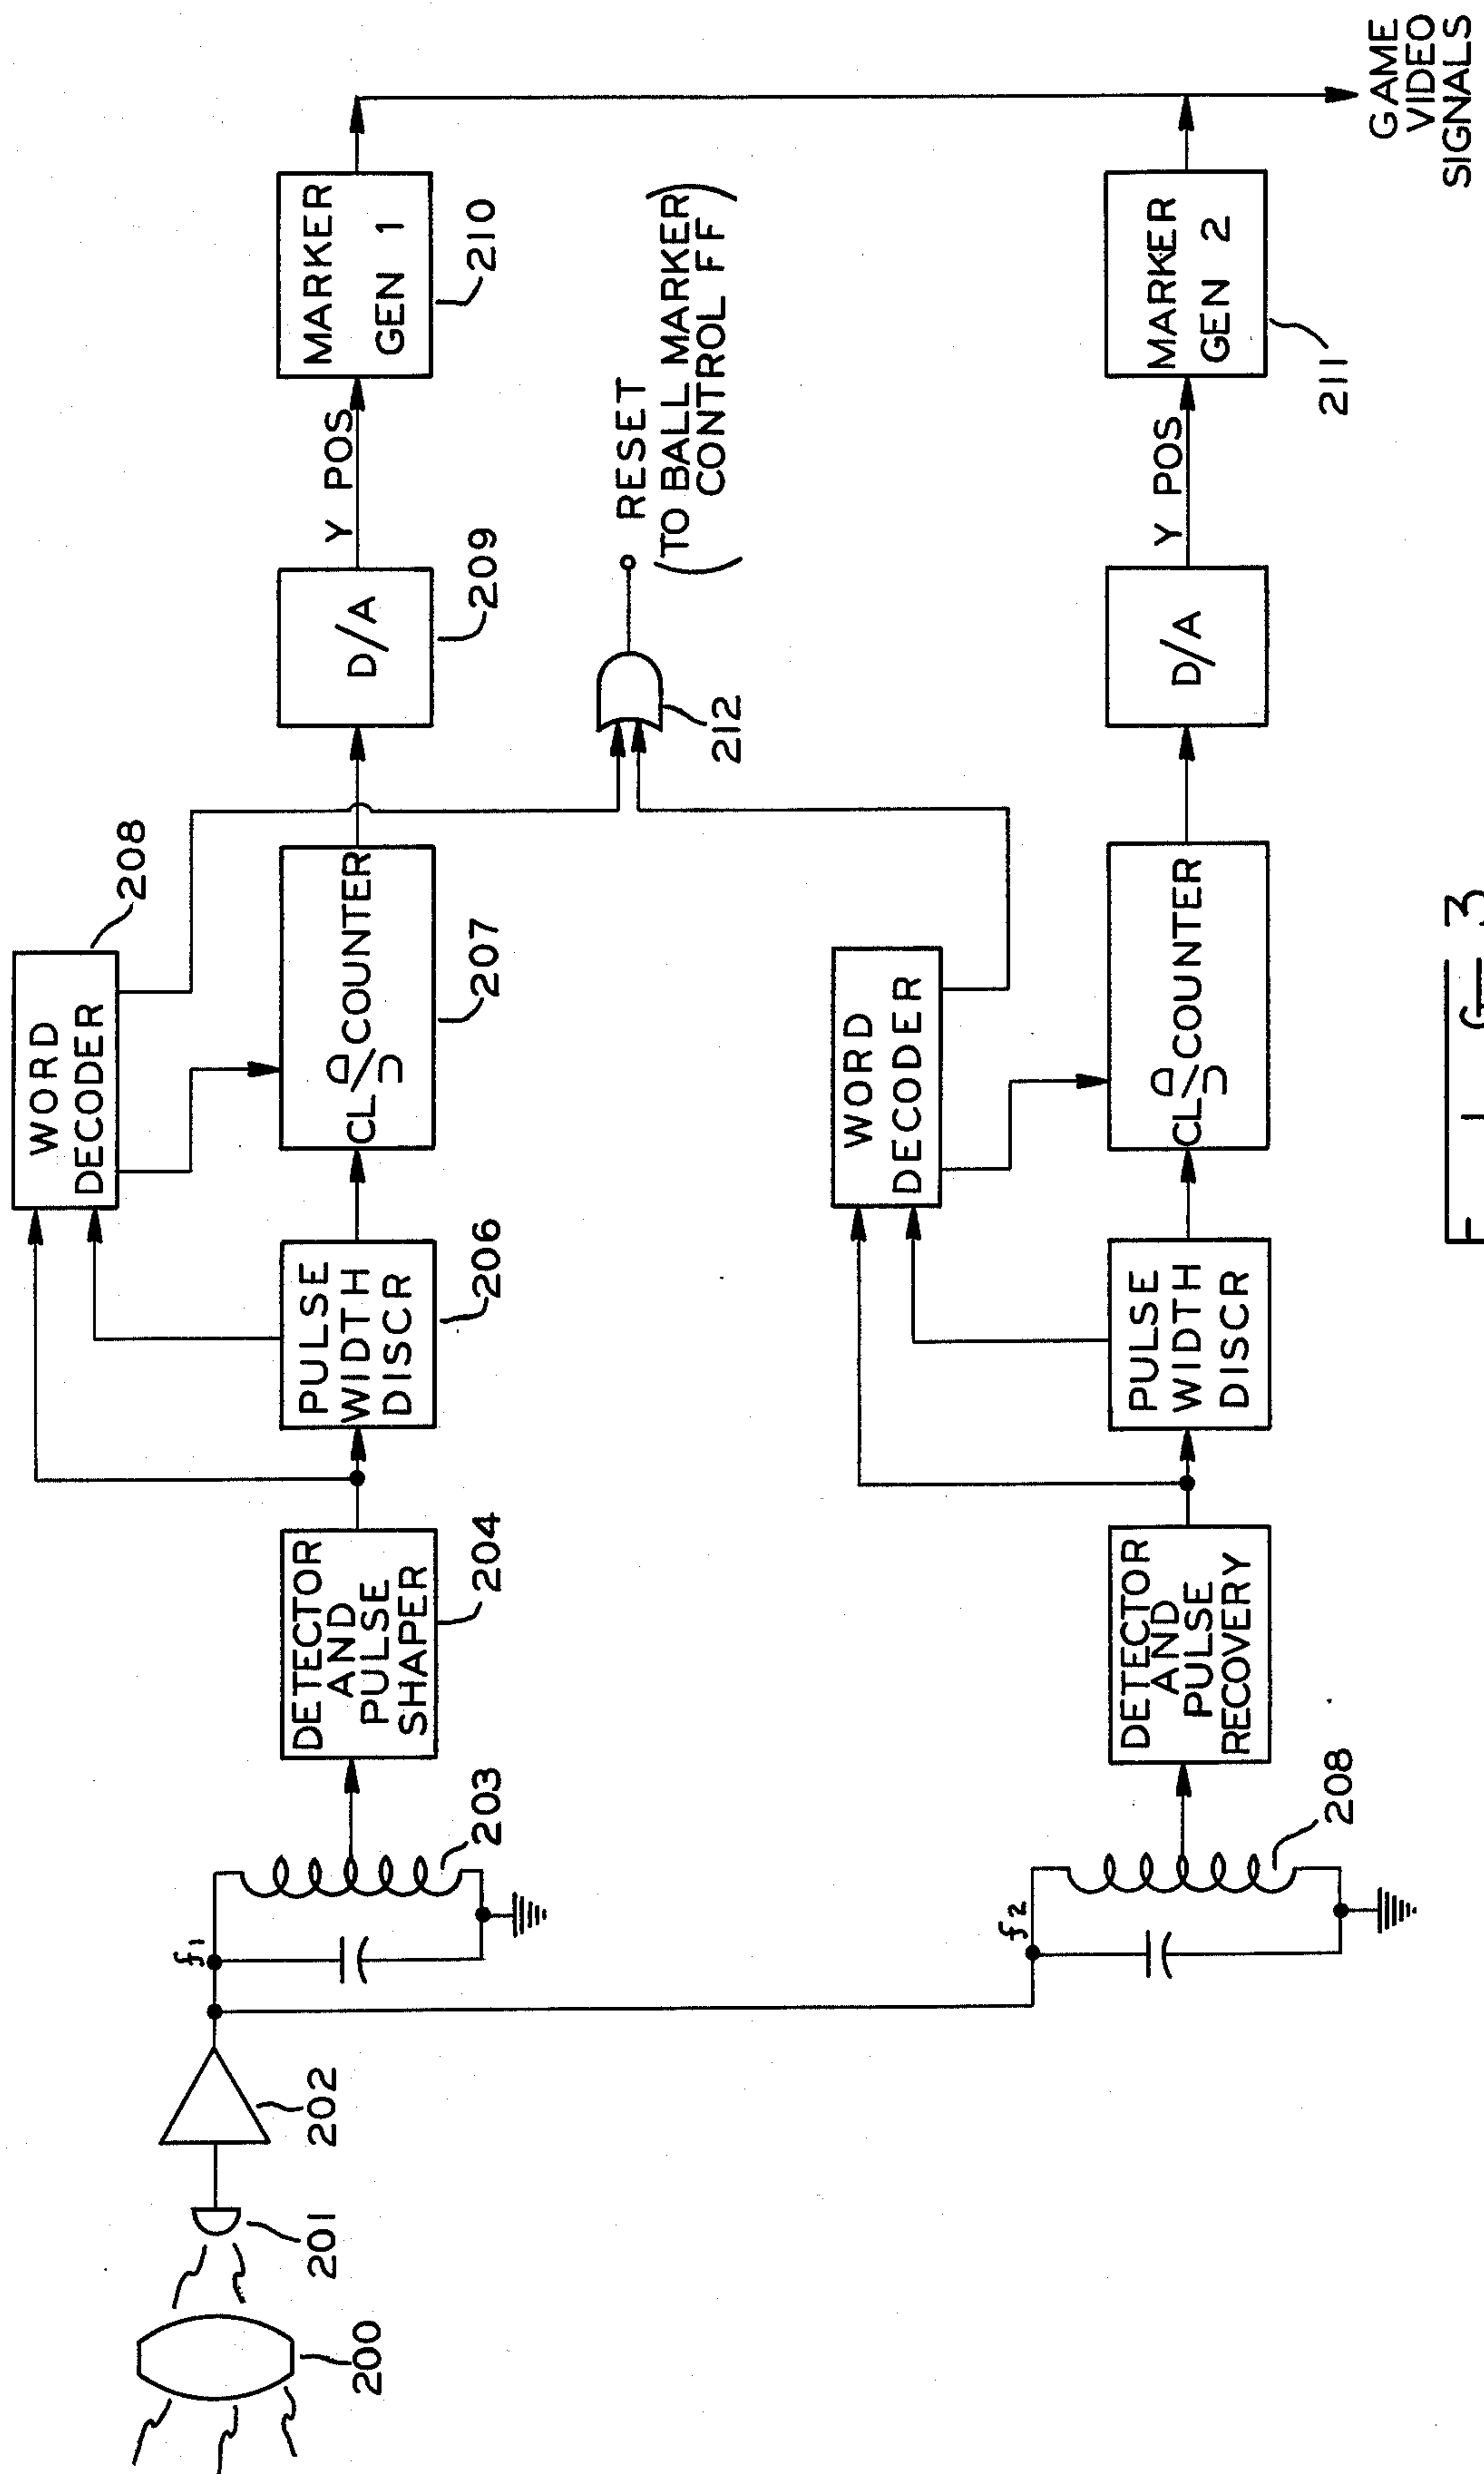 WORD
DECODER
208
f1
DETECTOR
AND
PULSE
SHAPER
204
PULSE
WIDTH
DISCR
206
CL
U/D
COUNTER
207
D/A
209
Y POS
MARKER
GEN 1
210
200
201
202
203
212
RESET
(TO BALL MARKER
CONTROL FF)
WORD
DECODER
f2
208
DETECTOR
AND
PULSE
RECOVERY
PULSE
WIDTH
DISCR
CL
U/D
COUNTER
D/A
Y POS
MARKER
GEN 2
211
GAME
VIDEO
SIGNALS
3